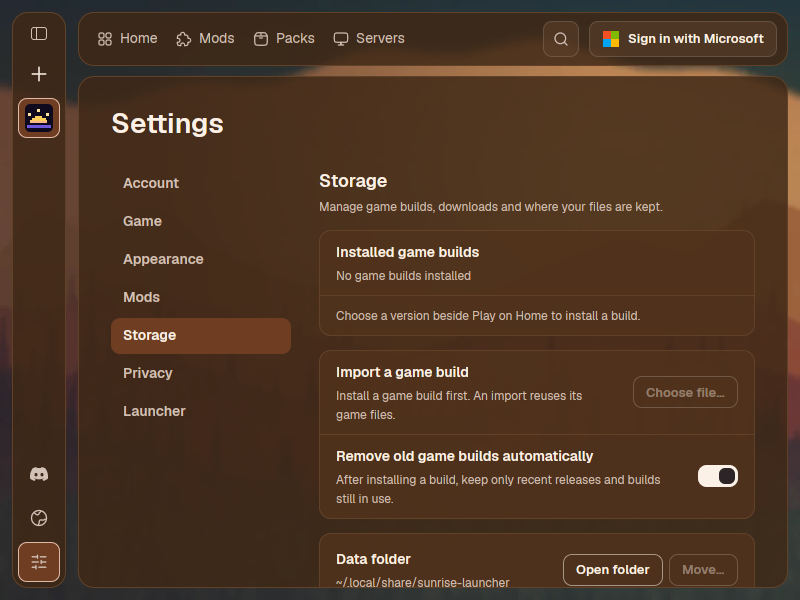 Home
Mods
Packs
Servers
Sign in with Microsoft
Settings
Account
Game
Appearance
Mods
Storage
Privacy
Launcher
Storage
Manage game builds, downloads and where your files are kept.
Installed game builds
No game builds installed
Choose a version beside Play on Home to install a build.
Import a game build
Install a game build first. An import reuses its
game files.
Choose file...
Remove old game builds automatically
After installing a build, keep only recent releases and builds
still in use.
Data folder
~/.local/share/sunrise-launcher
Open folder
Move...